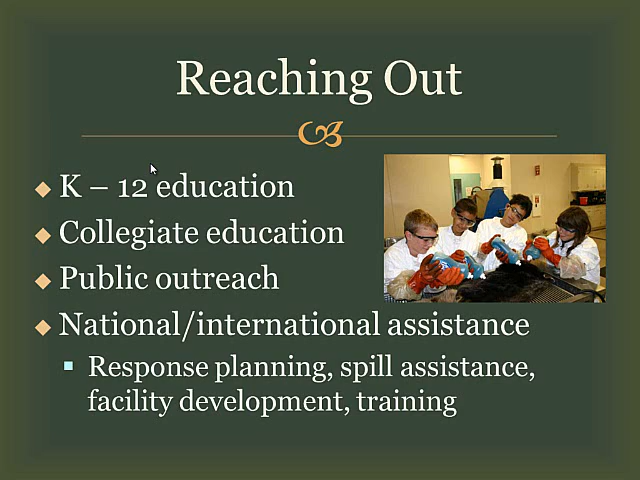 Reaching Out
K – 12 education
Collegiate education
Public outreach
National/international assistance
Response planning, spill assistance,
facility development, training